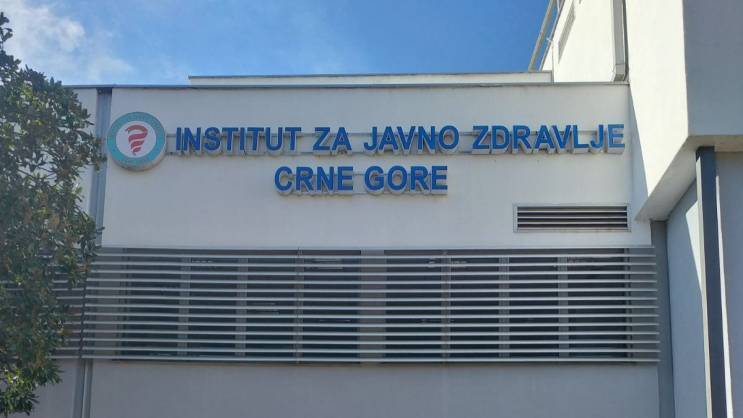 INSTITUT ZA JAVNO ZDRAVLJE
CRNE GORE